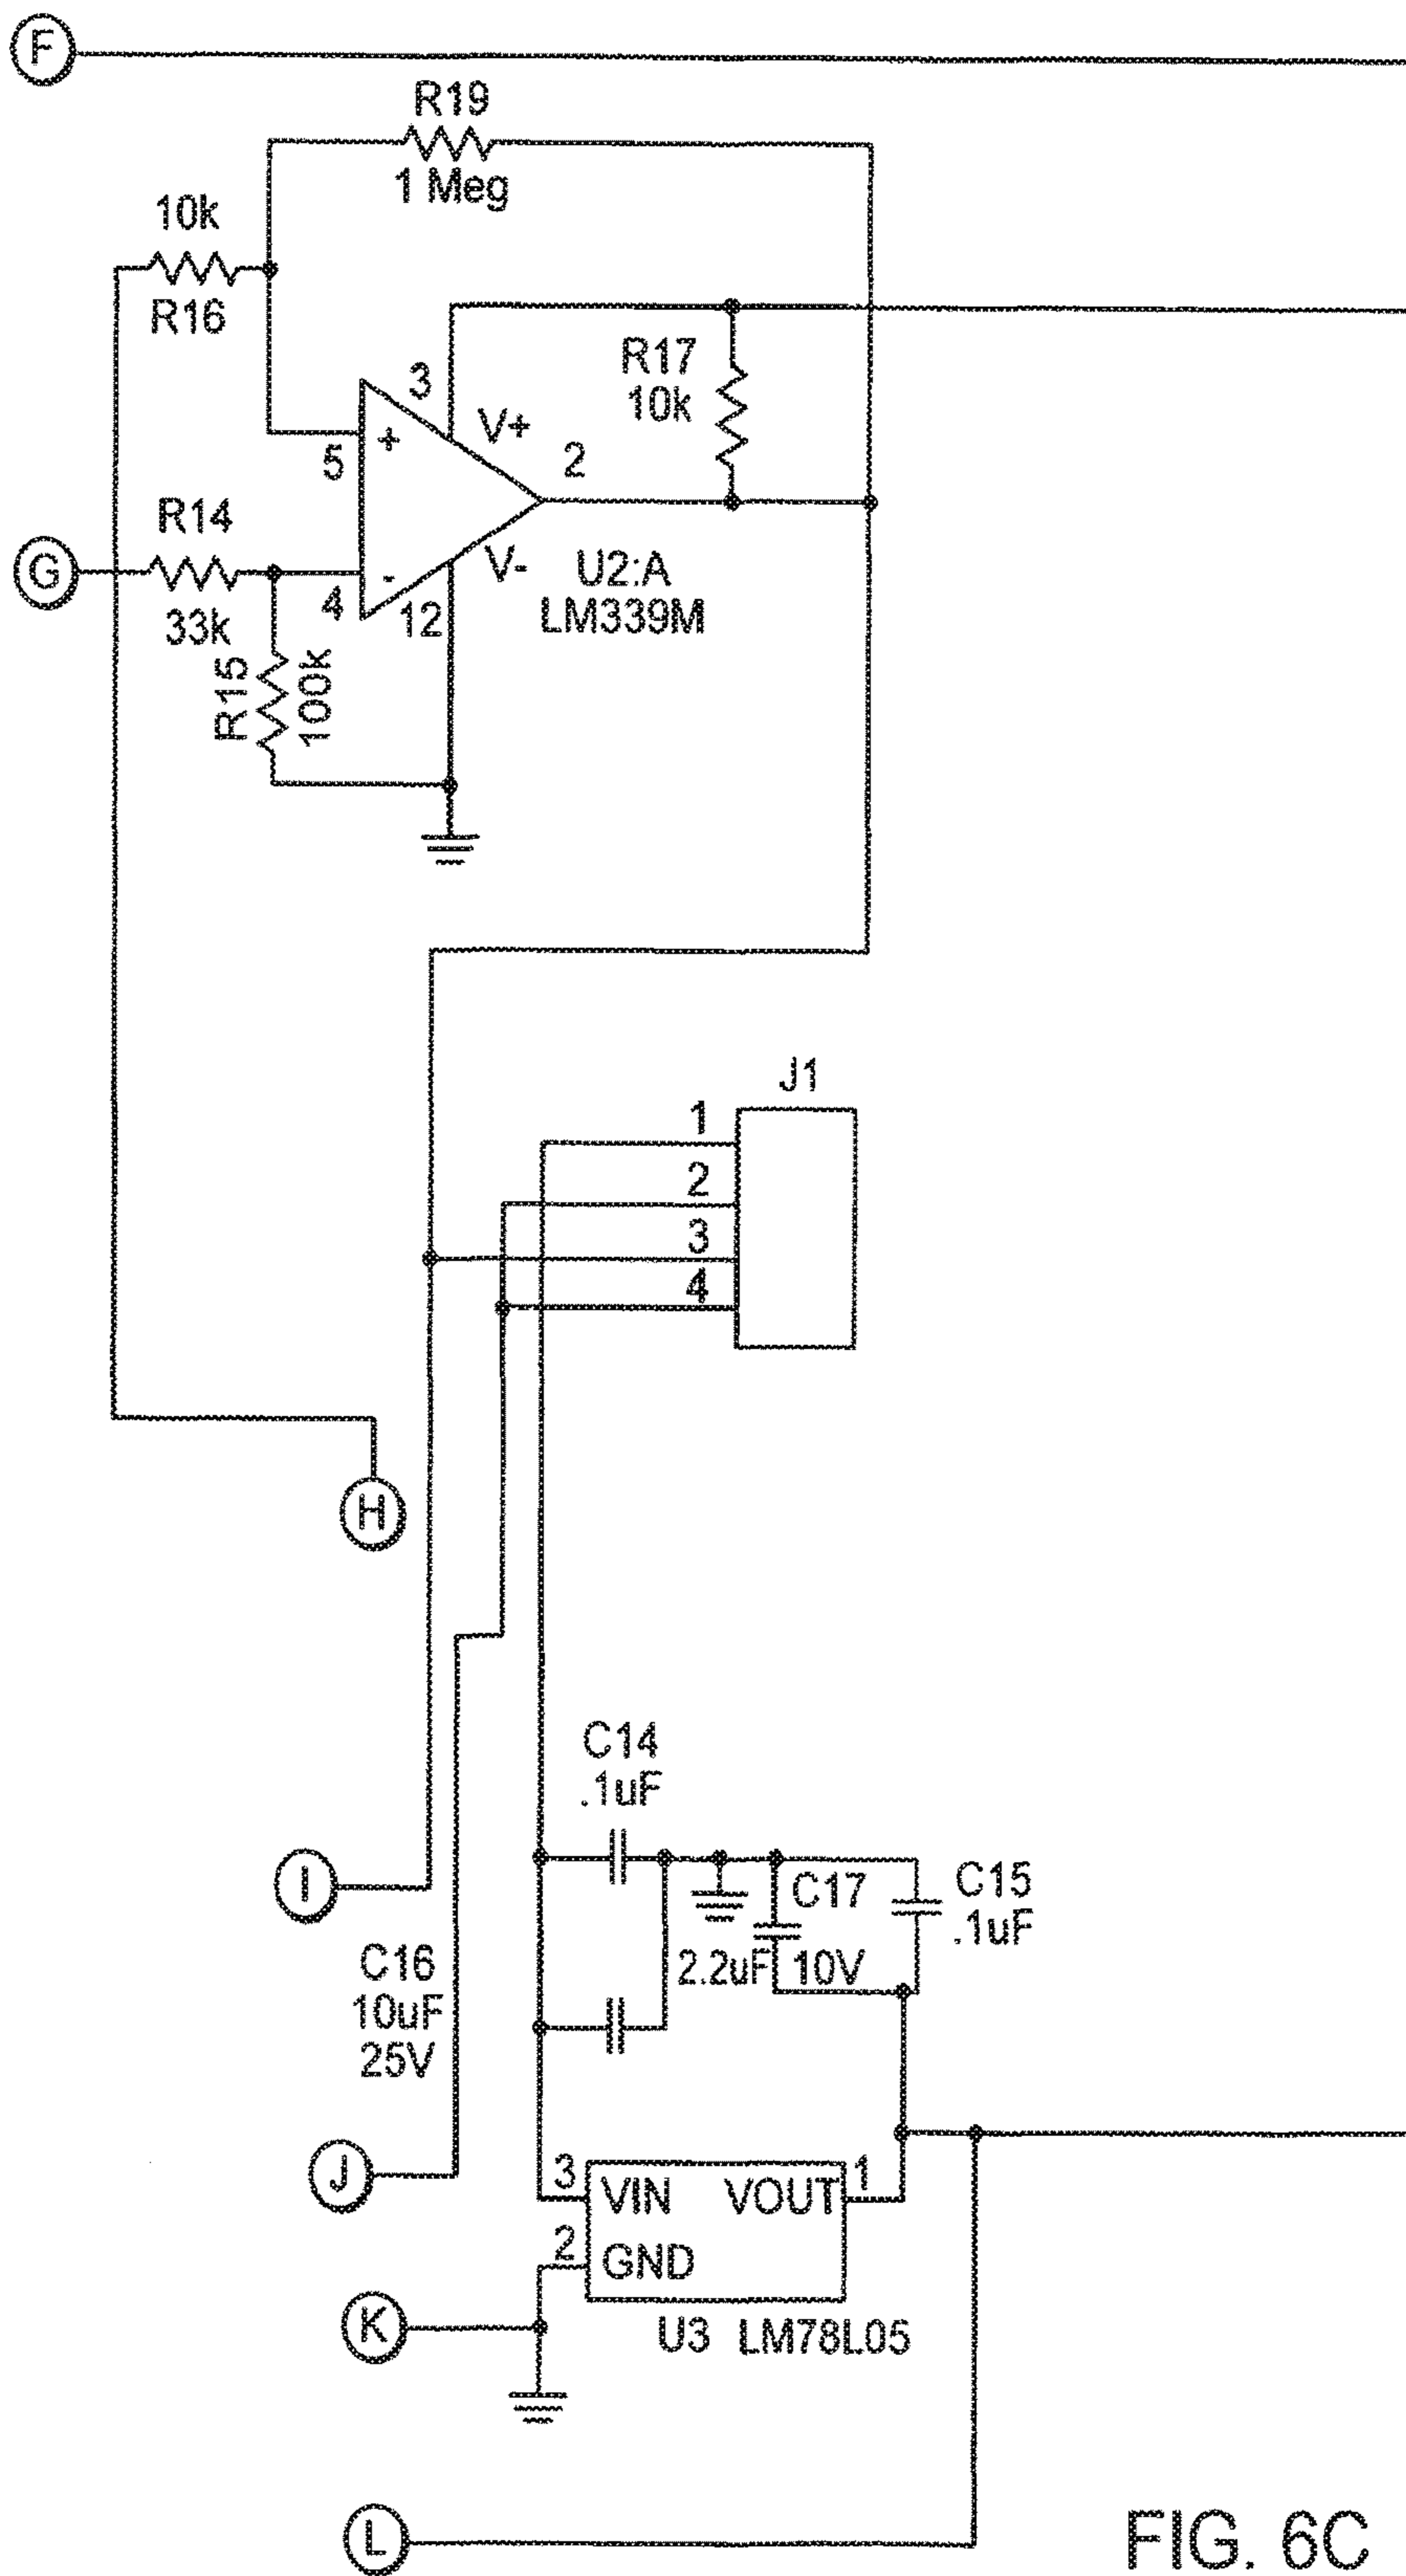 F
R19
1 Meg
10k
R16
R17
10k
3
V+
+
5
2
R14
G
-
4
12
V-
U2:A
LM339M
33k
R15
100k
J1
1
2
3
4
H
C14
.1uF
I
C17
C15
.1uF
2.2uF 10V
C16
10uF
25V
J
3
VIN VOUT
1
2
GND
K
U3 LM78L05
L
FIG. 6C